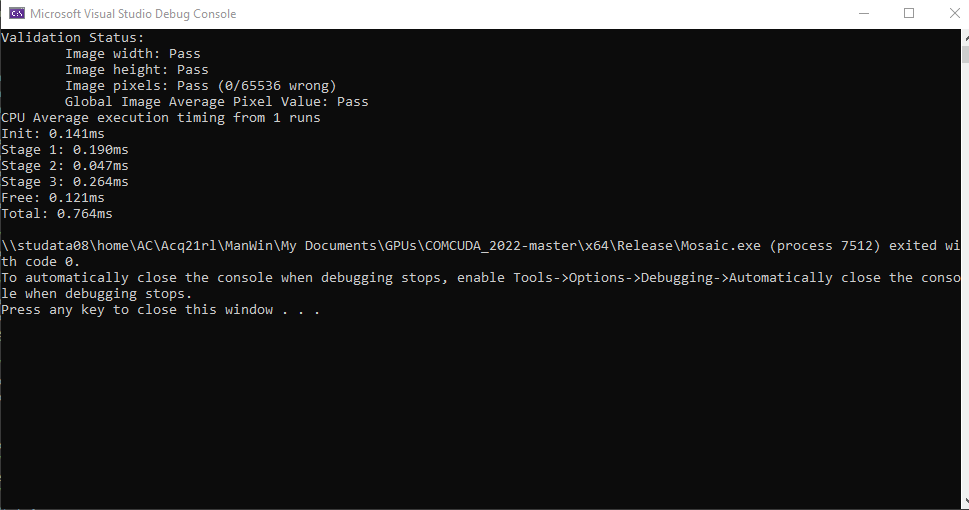 Microsoft Visual Studio Debug Console
Validation Status:
Image width: Pass
Image height: Pass
Image pixels: Pass (0/65536 wrong)
Global Image Average Pixel Value: Pass
CPU Average execution timing from 1 runs
Init: 0.141ms
Stage 1: 0.190ms
Stage 2: 0.047ms
Stage 3: 0.264ms
Free: 0.121ms
Total: 0.764ms
\\studata08\home\AC\Acq21rl\ManWin\My Documents\GPUs\COMCUDA_2022-master\x64\Release\Mosaic.exe (process 7512) exited wi
th code 0.
To automatically close the console when debugging stops, enable Tools->Options->Debugging->Automatically close the conso
le when debugging stops.
Press any key to close this window . . .